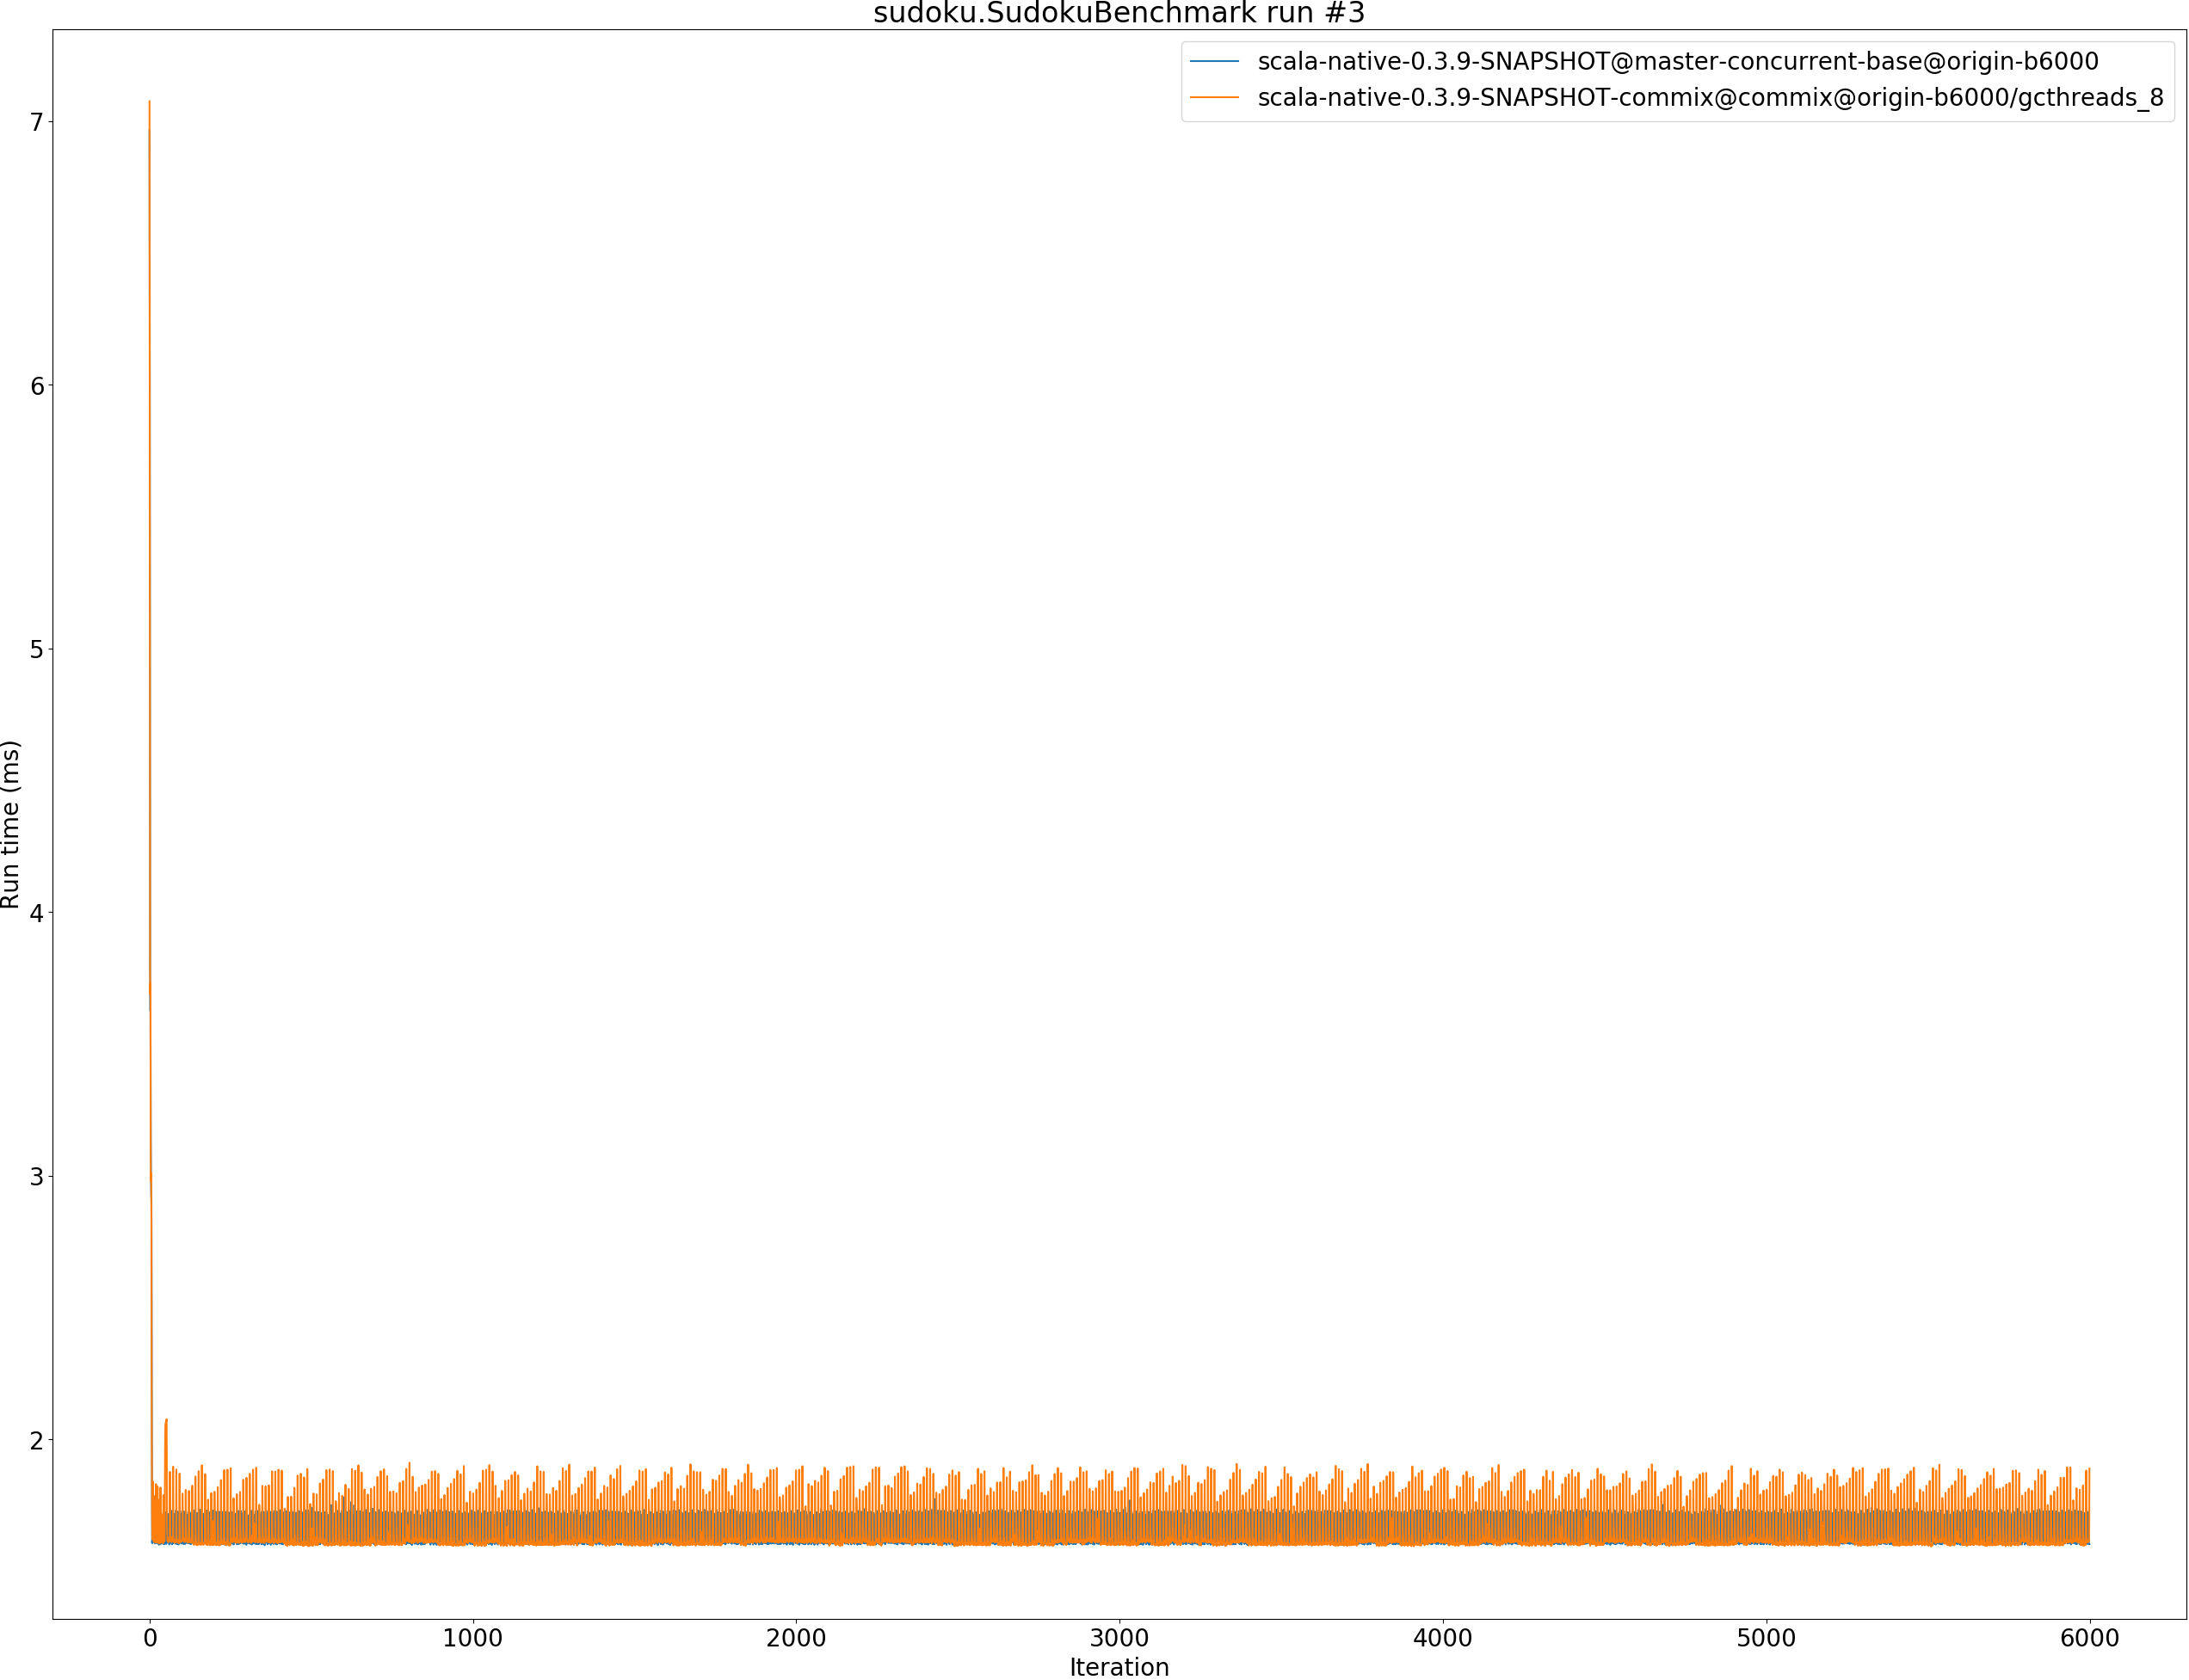 sudoku.SudokuBenchmark run #3
scala-native-0.3.9-SNAPSHOT@master-concurrent-base@origin-b6000
scala-native-0.3.9-SNAPSHOT-commix@commix@origin-b6000/gcthreads_8
7
6
5
4
3
2
Run time (ms)
0 1000 2000 3000 4000 5000 6000
Iteration